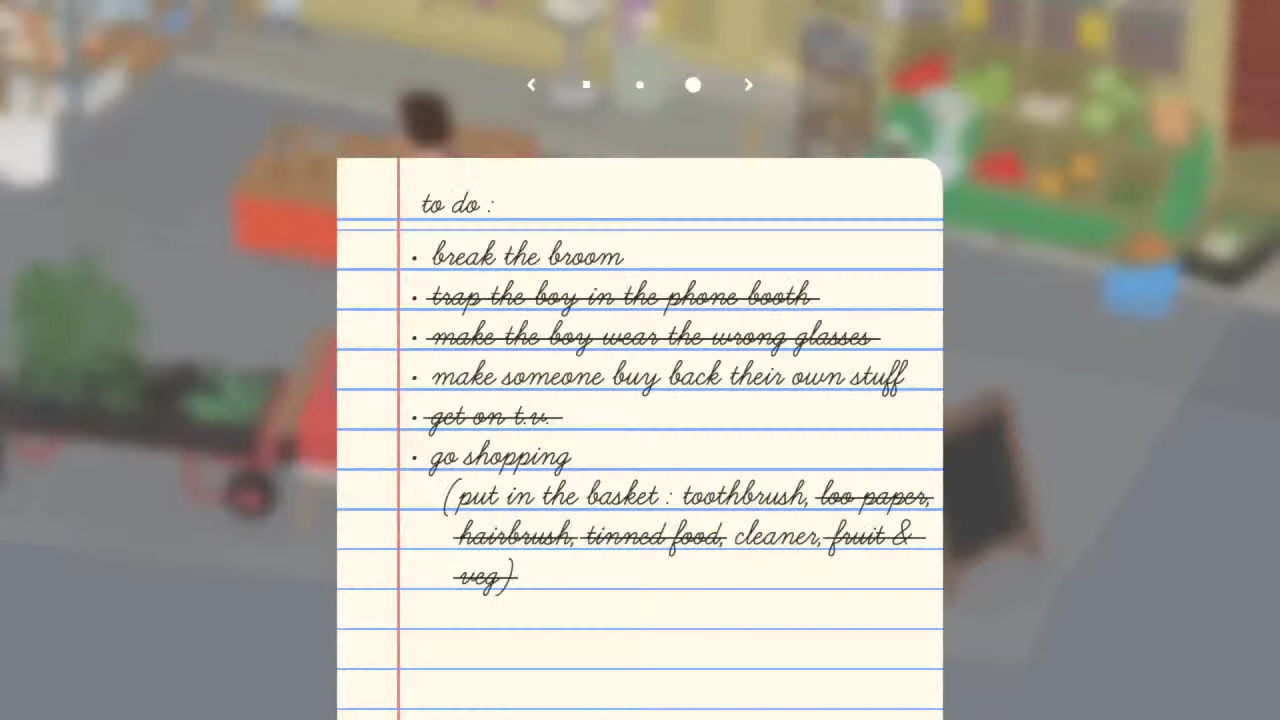 to do :
• break the broom
• trap the boy in the phone booth
• make the boy wear the wrong glasses
• make someone buy back their own stuff
• get on t.v.
• go shopping
(put in the basket : toothbrush, loo paper,
hairbrush, tinned food, cleaner, fruit &
veg)